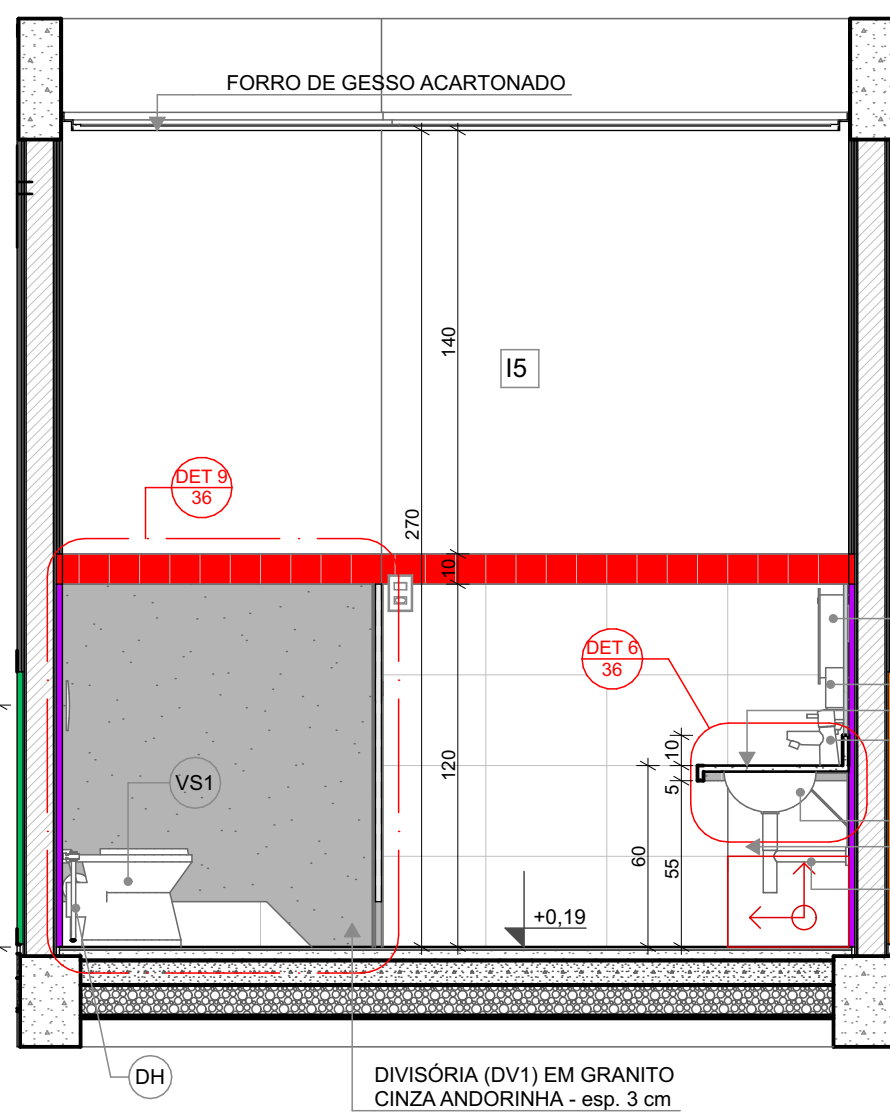 FORRO DE GESSO ACARTONADO
140
I5
DET 9
36
270
10
DET 6
36
120
10
5
VS1
60
55
+0,19
DH
DIVISÓRIA (DV1) EM GRANITO
CINZA ANDORINHA - esp. 3 cm